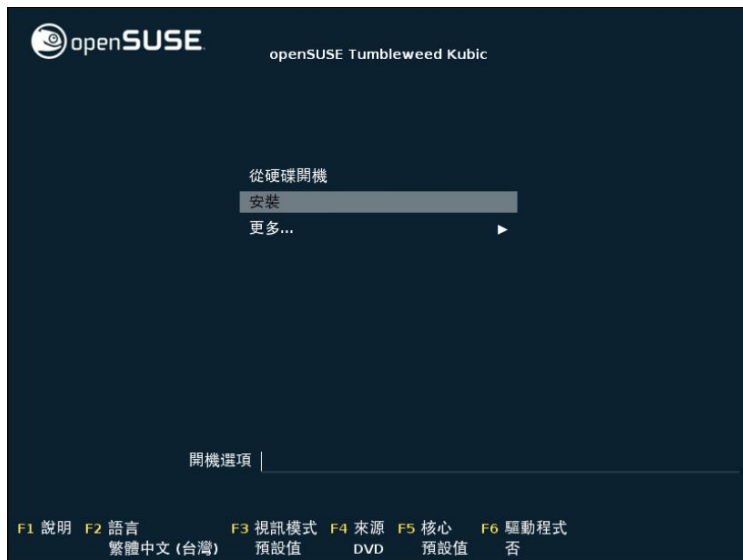 openSUSE.
openSUSE Tumbleweed Kubic
從硬碟開機
安裝
更多...
開機選項
F1 說明 F2 語言 F3 視訊模式 F4 來源 F5 核心 F6 驅動程式
繁體中文 (台灣) 預設值 DVD 預設值 否